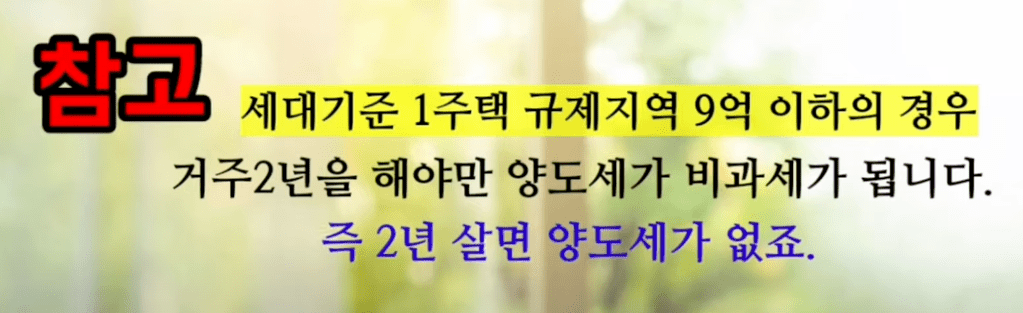 참고
세대기준 1주택 규제지역 9억 이하의 경우
거주2년을 해야만 양도세가 비과세가 됩니다.
즉 2년 살면 양도세가 없죠.